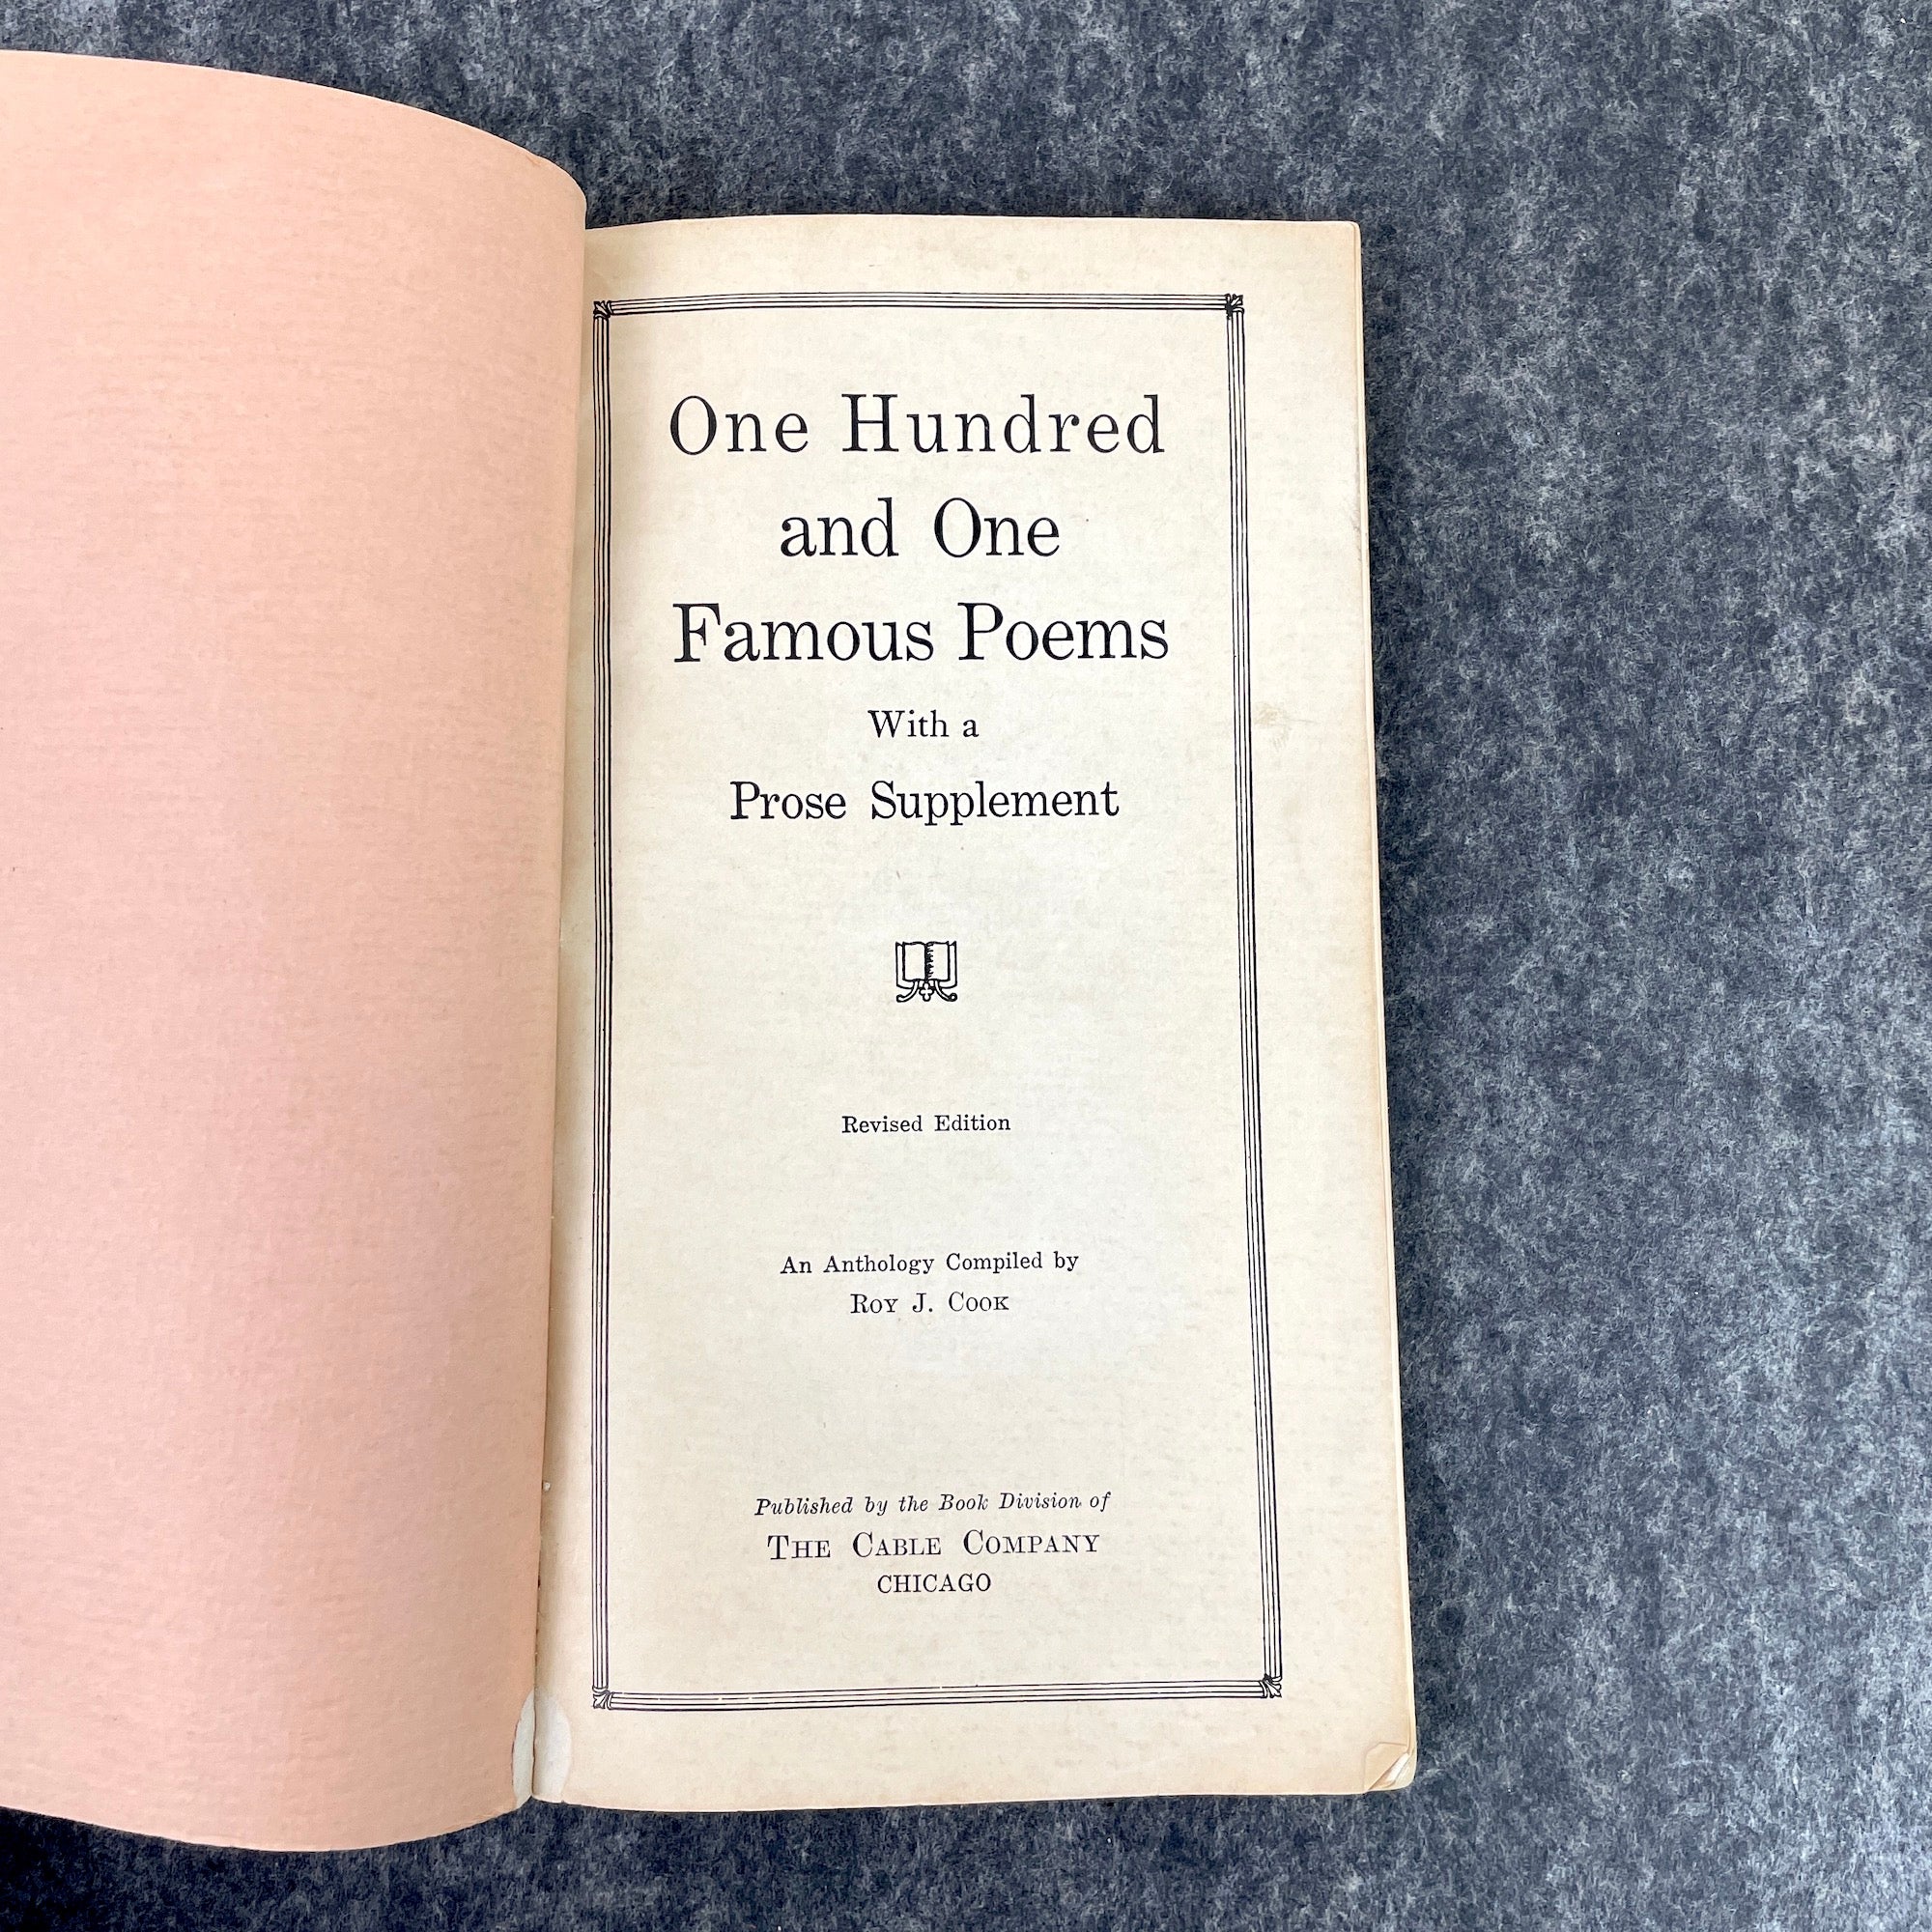 One Hundred
and One
Famous Poems
With a
Prose Supplement
Revised Edition
An Anthology Compiled by
Roy J. Cook
Published by the Book Division of
The Cable Company
CHICAGO